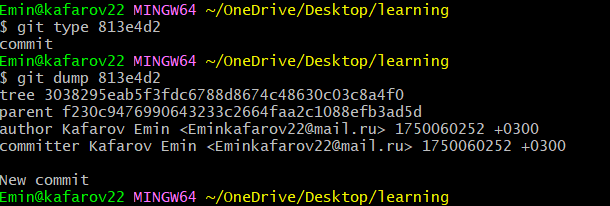 Emin@kafarov22 MINGW64 ~/OneDrive/Desktop/learning
$ git type 813e4d2
commit
Emin@kafarov22 MINGW64 ~/OneDrive/Desktop/learning
$ git dump 813e4d2
tree 3038295eab5f3fdc6788d8674c48630c03c8a4f0
parent f230c9476990643233c2664faa2c1088efb3ad5d
author Kafarov Emin <Eminkafarov22@mail.ru> 1750060252 +0300
committer Kafarov Emin <Eminkafarov22@mail.ru> 1750060252 +0300
New commit
Emin@kafarov22 MINGW64 ~/OneDrive/Desktop/learning